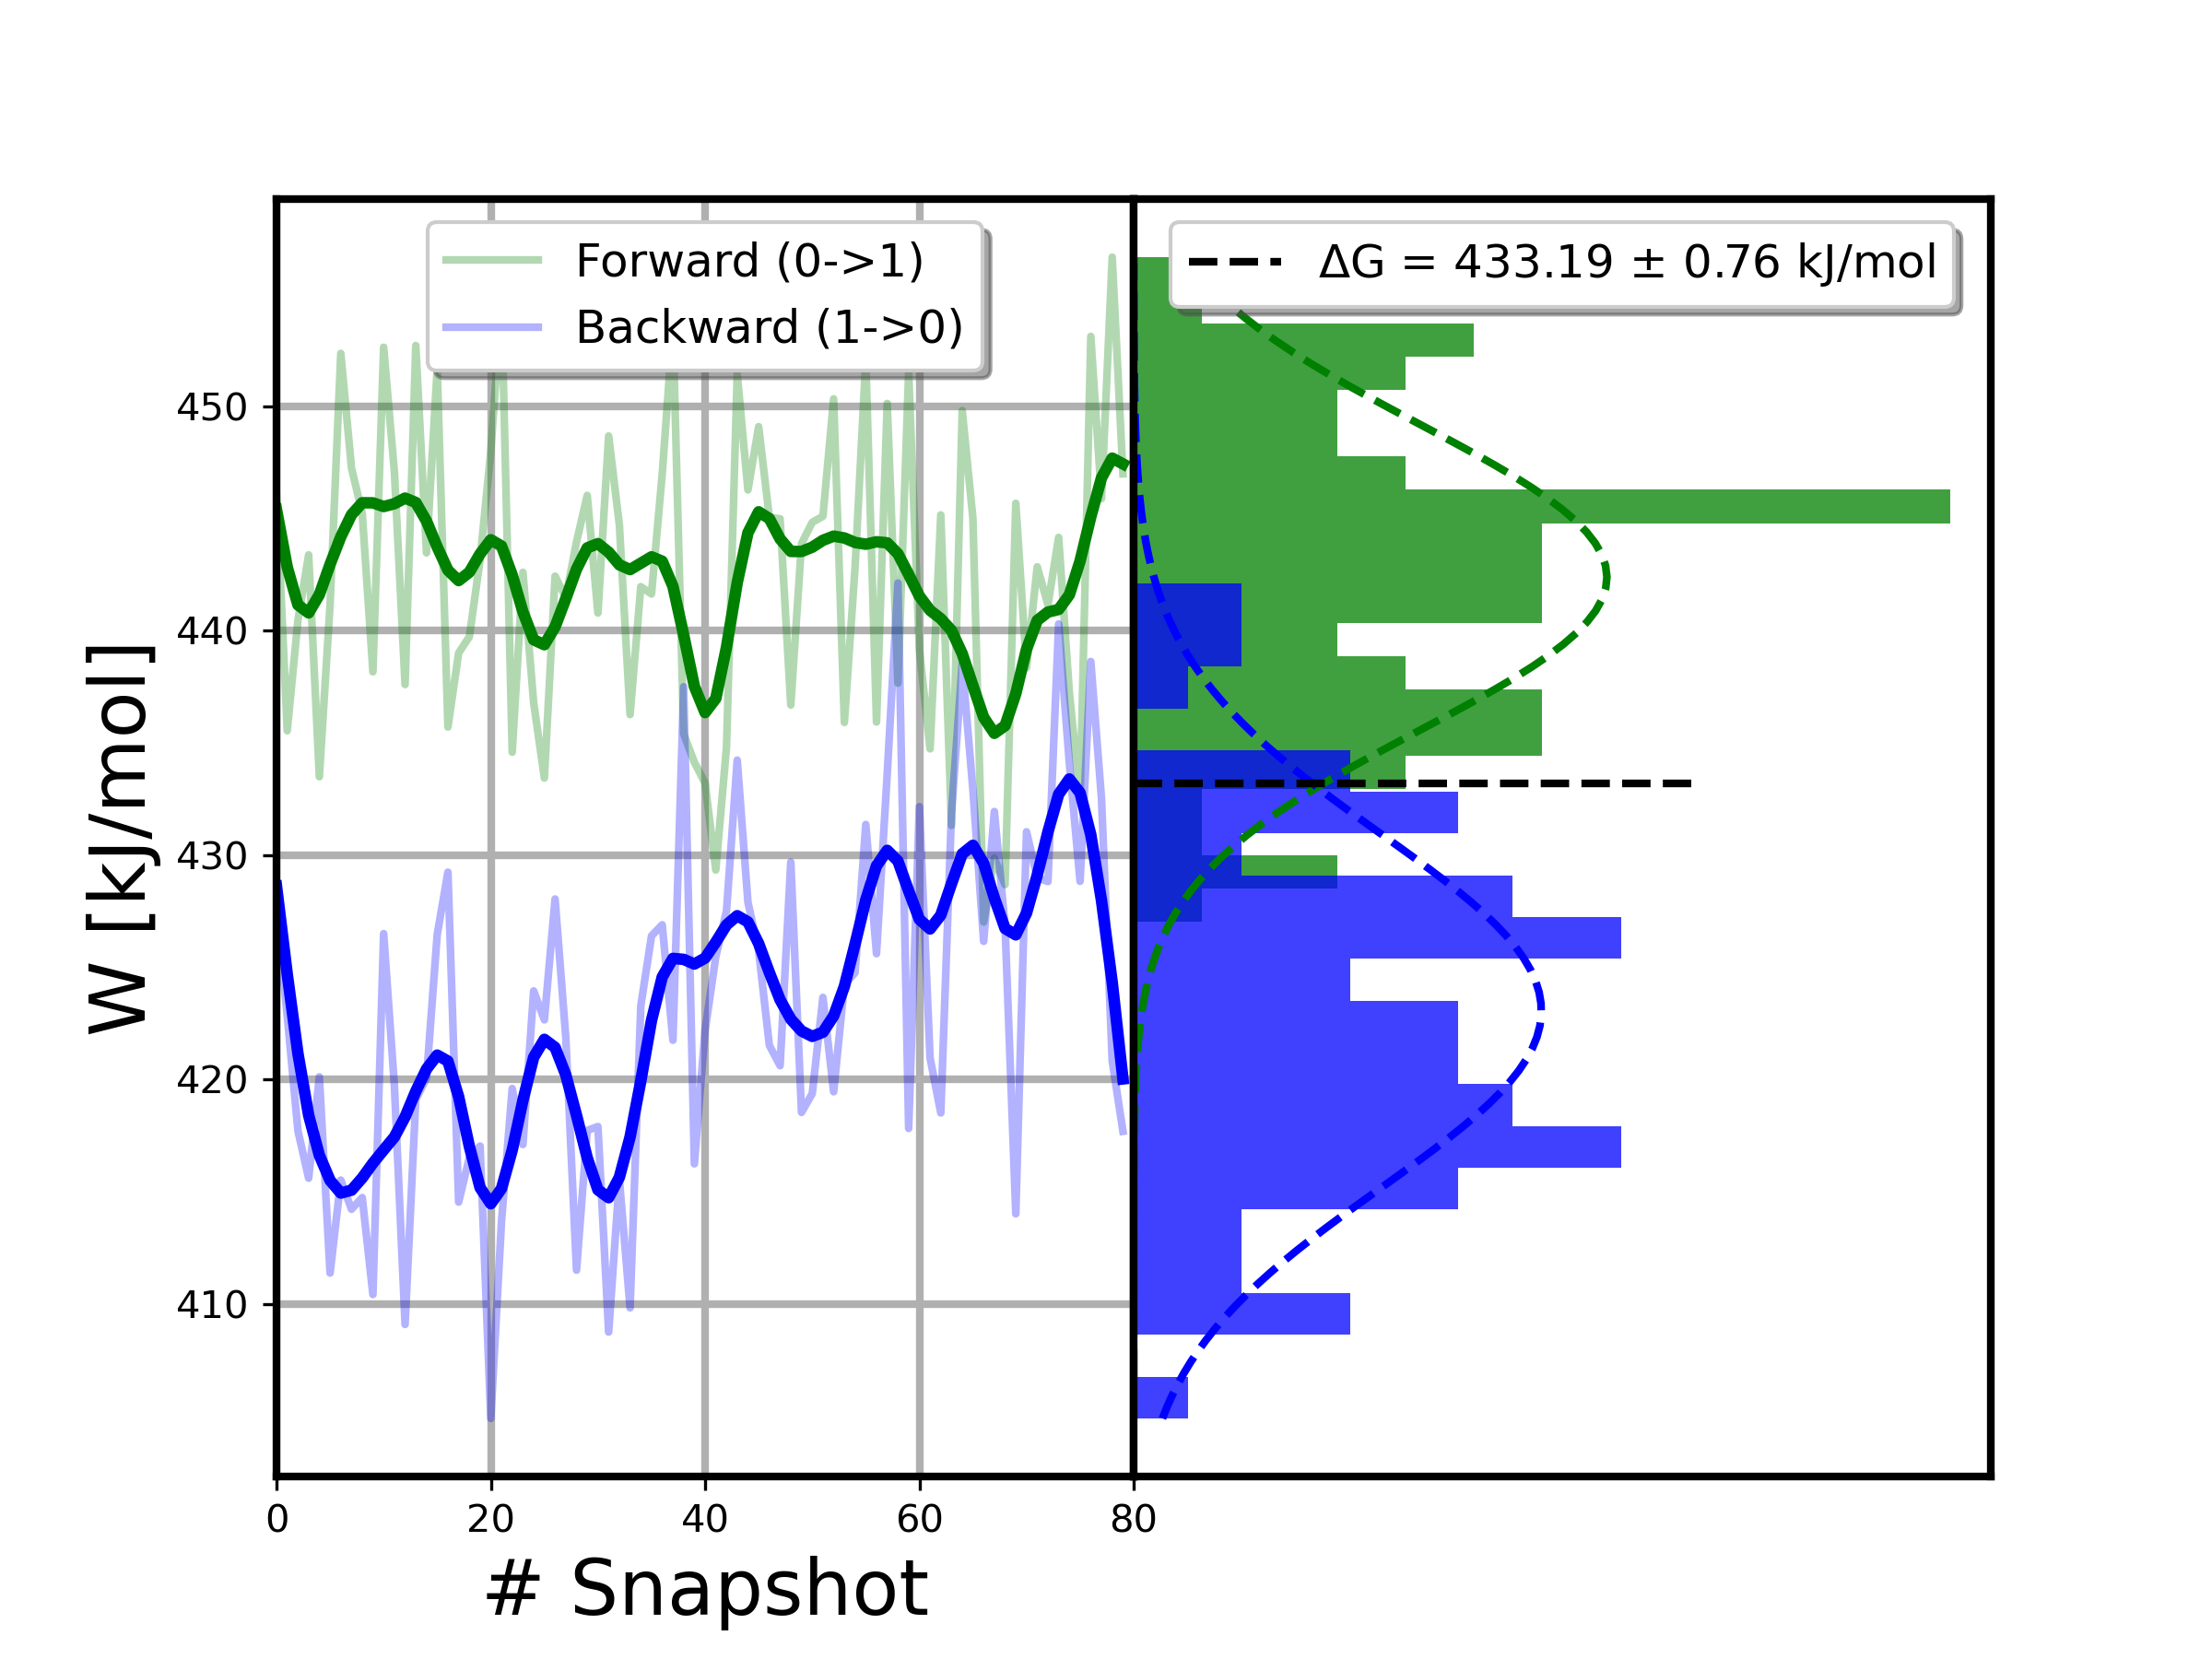 Forward (0->1)
Backward (1->0)
ΔG = 433.19 ± 0.76 kJ/mol
W [kJ/mol]
450
440
430
420
410
0 20 40 60 80
# Snapshot